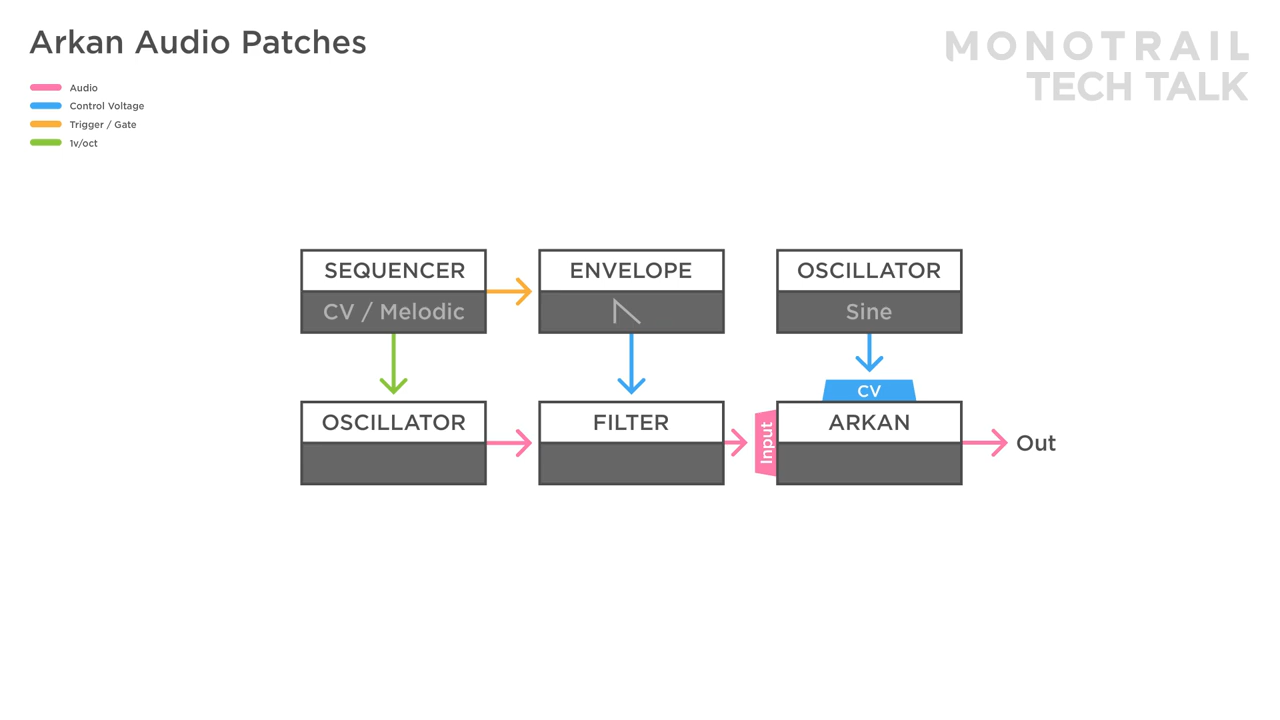 Arkan Audio Patches
MONOTRAIL
TECH TALK
Audio
Control Voltage
Trigger / Gate
1v/oct
SEQUENCER
CV / Melodic
ENVELOPE
OSCILLATOR
Sine
CV
OSCILLATOR
FILTER
Input
ARKAN
Out